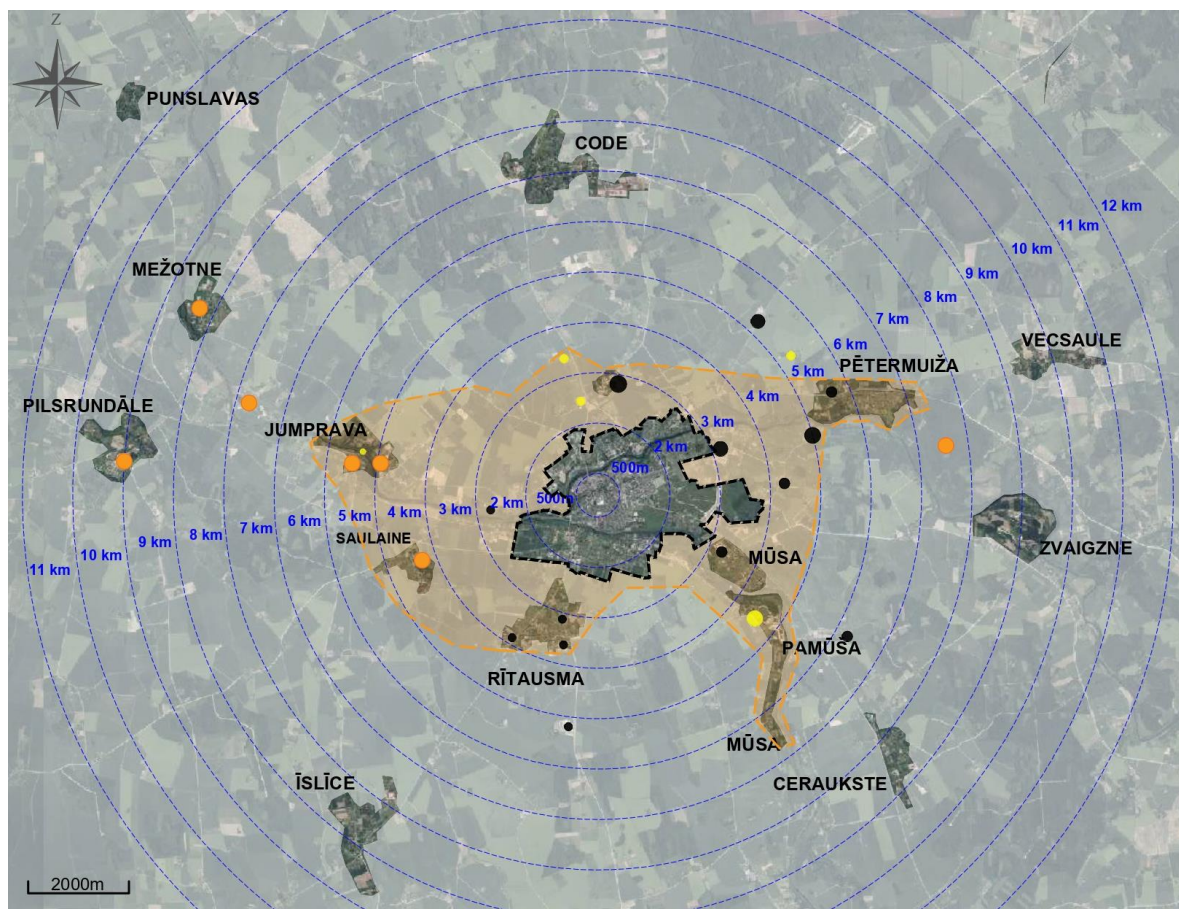 Z
PUNSLAVAS
CODE
12 km
11 km
10 km
9 km
8 km
7 km
6 km
5 km
4 km
3 km
2 km
500m
MEŽOTNE
VECSAULE
PĒTERMUIŽA
PILSRUNDĀLE
JUMPRAVA
500m
2 km
3 km
4 km
5 km
6 km
7 km
8 km
9 km
10 km
11 km
SAULAINE
ZVAIGZNE
MŪSA
PAMŪŠA
RĪTAUSMA
MŪSA
ĪSLĪCE
CERAUKSTE
2000m